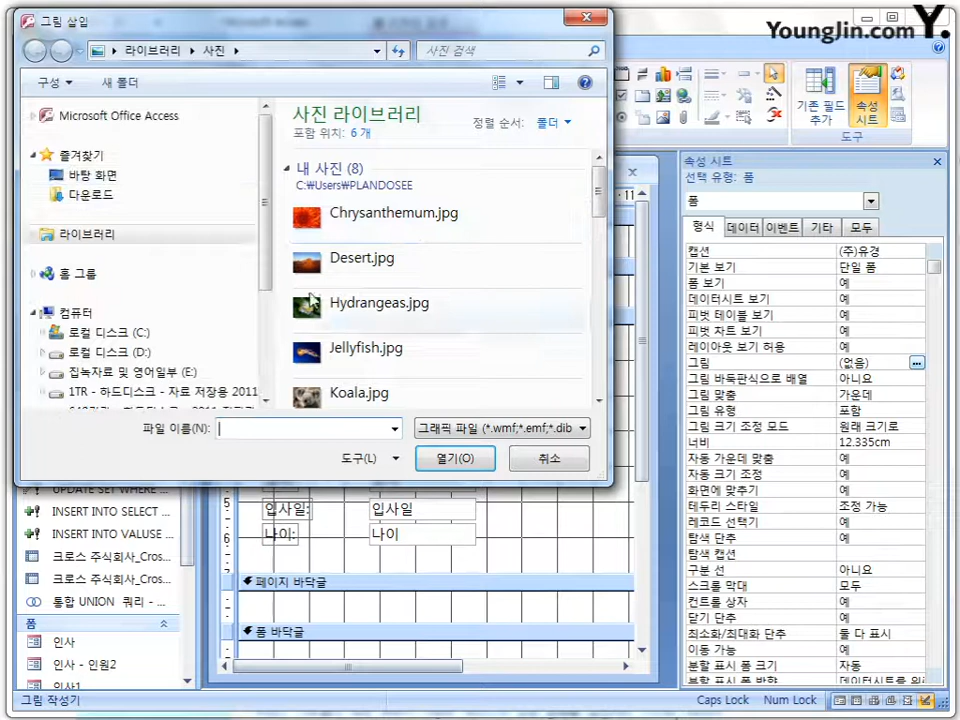 그림 삽입
YoungJin.com Y.
라이브러리 ▸ 사진 ▸
사진 검색
구성 ▾ 새 폴더
Microsoft Office Access
즐겨찾기
바탕 화면
다운로드
라이브러리
홈 그룹
컴퓨터
로컬 디스크 (C:)
로컬 디스크 (D:)
집녹자료 및 영어일부 (E:)
1TR - 하드디스크 - 자료 저장용 2011
사진 라이브러리
포함 위치: 6 개
정렬 순서: 폴더 ▾
내 사진 (8)
C:₩Users₩PLANDOSEE
Chrysanthemum.jpg
Desert.jpg
Hydrangeas.jpg
Jellyfish.jpg
Koala.jpg
파일 이름(N):
그래픽 파일 (*.wmf;*.emf;*.dib
도구(L) ▾ 열기(O) 취소
기존 필드
추가
속성
시트
도구
속성 시트
선택 유형: 폼
폼
형식 데이터 이벤트 기타 모두
캡션 (주)유경
기본 보기 단일 폼
폼 보기 예
데이터시트 보기 예
피벗 테이블 보기 예
피벗 차트 보기 예
레이아웃 보기 허용 예
그림 (없음) ...
그림 바둑판식으로 배열 아니요
그림 맞춤 가운데
그림 유형 포함
그림 크기 조정 모드 원래 크기로
너비 12.335cm
자동 가운데 맞춤 예
자동 크기 조정 예
화면에 맞추기 예
테두리 스타일 조정 가능
레코드 선택기 예
탐색 단추 예
탐색 캡션
구분 선 아니요
스크롤 막대 모두
컨트롤 상자 예
닫기 단추 예
최소화/최대화 단추 둘 다 표시
이동 가능 예
분할 표시 폼 크기 자동
분할 표시 폼 방향 데이터시트를 위
11
UPDATE SET WHERE ...
INSERT INTO SELECT ...
INSERT INTO VALUSE ...
크로스 주식회사_Cros...
크로스 주식회사_Cros...
통합 UNION 쿼리 - ...
폼
인사
인사 - 인원2
인사1
5
6
입사일: 입사일
나이: 나이
페이지 바닥글
폼 바닥글
그림 작성기
Caps Lock Num Lock